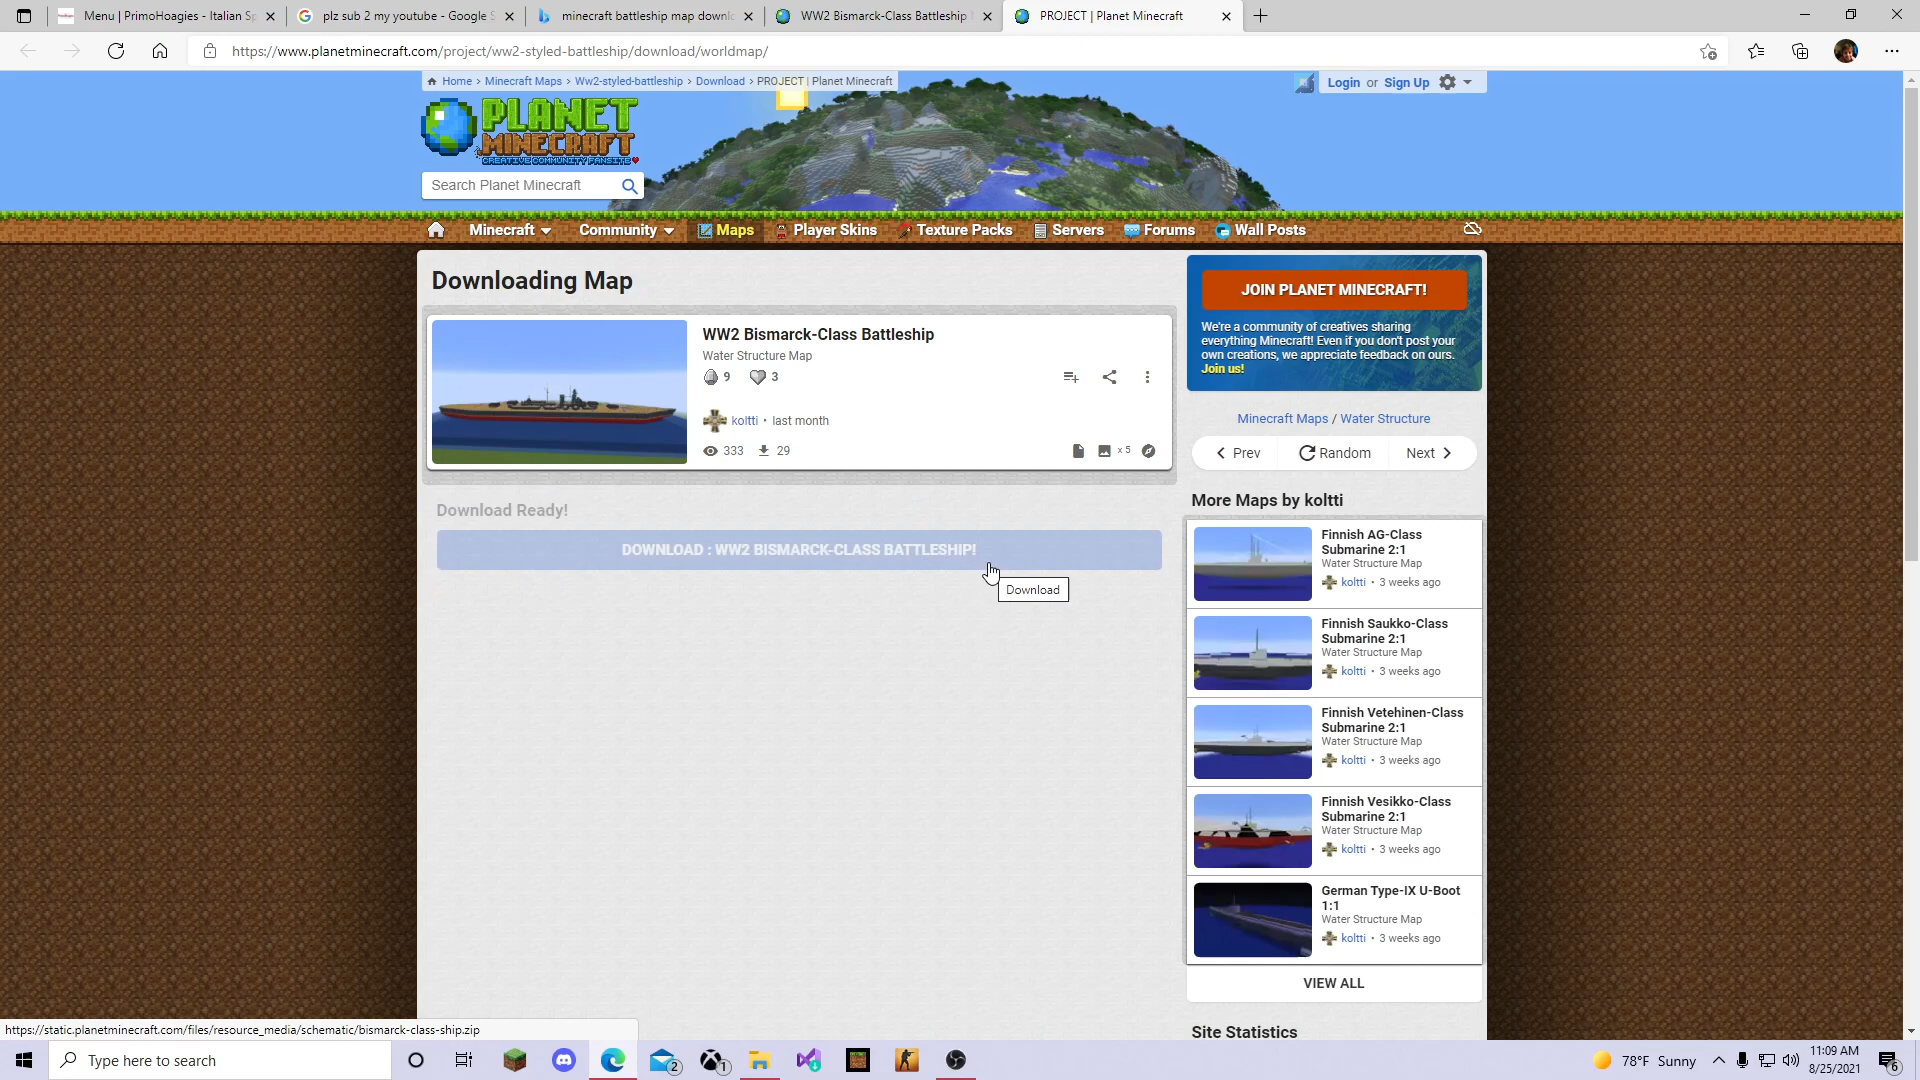 Menu | PrimoHoagies - Italian Sp
plz sub 2 my youtube - Google S
minecraft battleship map downl
WW2 Bismarck-Class Battleship
PROJECT | Planet Minecraft
https://www.planetminecraft.com/project/ww2-styled-battleship/download/worldmap/
Home > Minecraft Maps > Ww2-styled-battleship > Download > PROJECT | Planet Minecraft
Login or Sign Up
PLANET
MINECRAFT
CREATIVE COMMUNITY FANSITE
Search Planet Minecraft
Minecraft
Community
Maps
Player Skins
Texture Packs
Servers
Forums
Wall Posts
Downloading Map
WW2 Bismarck-Class Battleship
Water Structure Map
9
3
koltti • last month
333
29
x 5
Download Ready!
DOWNLOAD : WW2 BISMARCK-CLASS BATTLESHIP!
Download
JOIN PLANET MINECRAFT!
We're a community of creatives sharing
everything Minecraft! Even if you don't post your
own creations, we appreciate feedback on ours.
Join us!
Minecraft Maps / Water Structure
Prev
Random
Next
More Maps by koltti
Finnish AG-Class
Submarine 2:1
Water Structure Map
koltti • 3 weeks ago
Finnish Saukko-Class
Submarine 2:1
Water Structure Map
koltti • 3 weeks ago
Finnish Vetehinen-Class
Submarine 2:1
Water Structure Map
koltti • 3 weeks ago
Finnish Vesikko-Class
Submarine 2:1
Water Structure Map
koltti • 3 weeks ago
German Type-IX U-Boot
1:1
Water Structure Map
koltti • 3 weeks ago
VIEW ALL
Site Statistics
https://static.planetminecraft.com/files/resource_media/schematic/bismarck-class-ship.zip
Type here to search
2
1
78°F Sunny
11:09 AM
8/25/2021
6